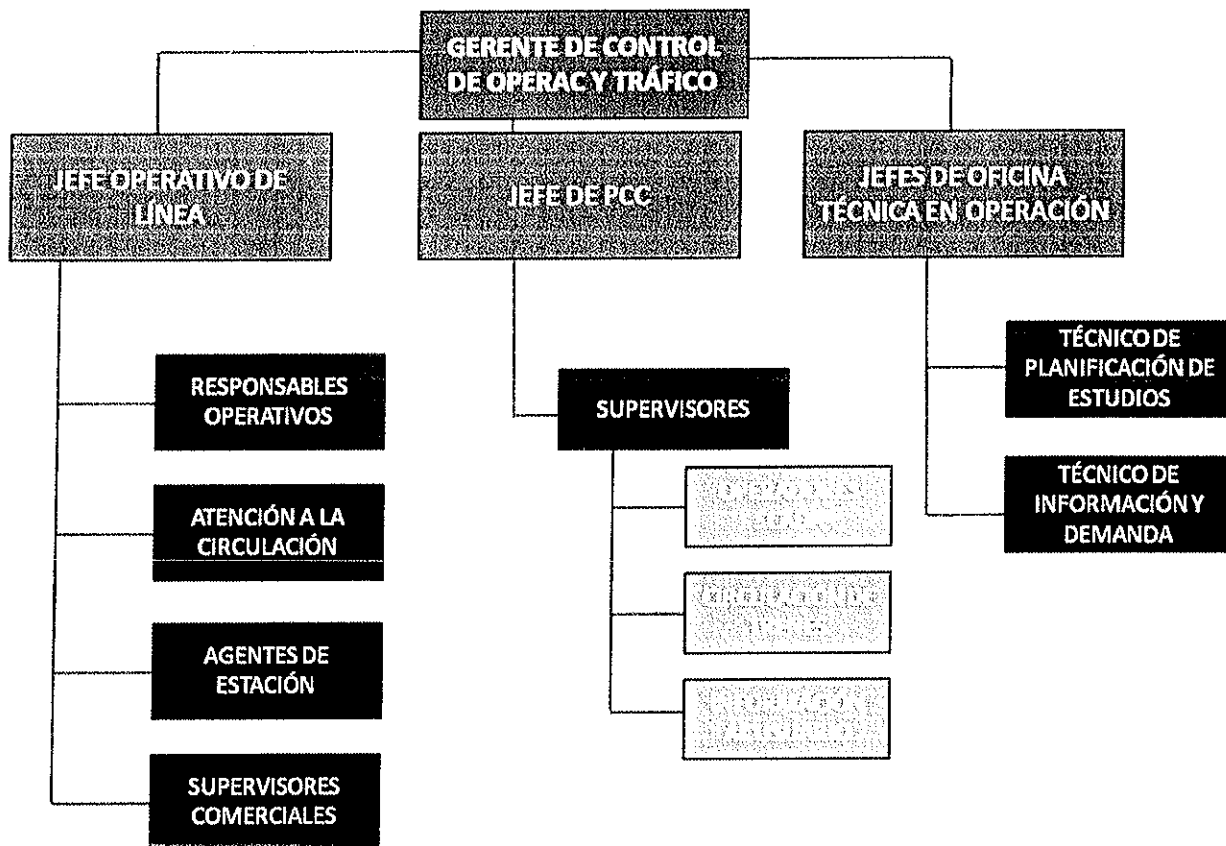 GERENTE DE CONTROL
DE OPERAC Y TRÁFICO
JEFE OPERATIVO DE
LÍNEA
JEFE DE PCC
JEFES DE OFICINA
TÉCNICA EN OPERACIÓN
RESPONSABLES
OPERATIVOS
ATENCIÓN A LA
CIRCULACIÓN
AGENTES DE
ESTACIÓN
SUPERVISORES
COMERCIALES
SUPERVISORES
CIRCULACIÓN DE
TÉCNICO DE
PLANIFICACIÓN DE
ESTUDIOS
TÉCNICO DE
INFORMACIÓN Y
DEMANDA